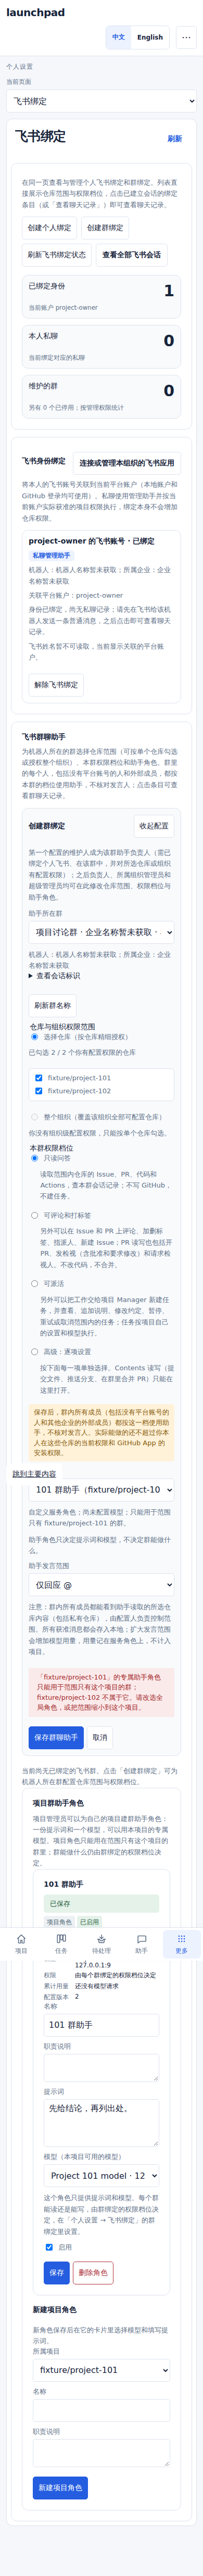 launchpad
中文 English ⋯
个人设置
当前页面
飞书绑定
飞书绑定 刷新
在同一页查看与管理个人飞书绑定和群绑定。列表直
接展示仓库范围与权限档位，点击已建立会话的绑定
条目（或「查看聊天记录」）即可查看聊天记录。
创建个人绑定 创建群绑定
刷新飞书绑定状态 查看全部飞书会话
已绑定身份 1
当前账户 project-owner
本人私聊 0
当前绑定对应的私聊
维护的群 0
另有 0 个已停用；按管理权限统计
飞书身份绑定 连接或管理本组织的飞书应用
将本人的飞书账号关联到当前平台账户（本地账户和
GitHub 登录均可使用）。私聊使用管理助手并按当
前账户实际获准的项目权限执行，绑定本身不会增加
仓库权限。
project-owner 的飞书账号 · 已绑定
私聊管理助手
机器人：机器人名称暂未获取；所属企业：企业
名称暂未获取
关联平台账户：project-owner
身份已绑定，尚无私聊记录；请先在飞书给该机
器人发一条普通消息，之后点击即可查看聊天
记录。
飞书姓名暂不可读取，当前显示关联的平台账
户。
解除飞书绑定
飞书群聊助手
为机器人所在的群选择仓库范围（可按单个仓库勾选
或授权整个组织）、本群权限档位和助手角色。群里
的每个人，包括没有平台账号的人和外部成员，都按
本群的档位使用助手，不核对发言人；点击条目可查
看群聊天记录。
创建群绑定 收起配置
第一个配置的维护人成为该群助手负责人（需已
绑定个人飞书、在该群中，并对所选仓库或组织
有配置权限）；之后负责人、所属组织管理员和
超级管理员均可在此修改仓库范围、权限档位与
助手角色。
助手所在群
项目讨论群 · 企业名称暂未获取 ·
机器人：机器人名称暂未获取；所属企业：企业
名称暂未获取
▶ 查看会话标识
刷新群名称
仓库与组织权限范围
选择仓库（按仓库精细授权）
已勾选 2 / 2 个你有配置权限的仓库
fixture/project-101
fixture/project-102
整个组织（覆盖该组织全部可配置仓库）
你没有组织级配置权限，只能按单个仓库勾选。
本群权限档位
只读问答
读取范围内仓库的 Issue、PR、代码和
Actions，查本群会话记录；不写 GitHub，
不建任务。
可评论和打标签
另外可以在 Issue 和 PR 上评论、加删标
签、指派人、新建 Issue；PR 读写也包括开
PR、发检视（含批准或要求修改）和请求检
视人。不改代码，不合并。
可派活
另外可以把工作交给项目 Manager 新建任
务，并查看、追加说明、修改约定、暂停、
重试或取消范围内的任务；任务按项目自己
的设置和模型执行。
高级：逐项设置
按下面每一项单独选择。Contents 读写（提
交文件、推送分支、在群里合并 PR）只能在
这里打开。
保存后，群内所有成员（包括没有平台账号的
人和其他企业的外部成员）都按这一档使用助
手，不核对发言人。实际能做的还不超过你本
人在这些仓库的当前权限和 GitHub App 的
安装权限。
跳到主要内容
101 群助手（fixture/project-10
自定义服务角色；尚未配置模型；只能用于范围
只有 fixture/project-101 的群。
助手角色只决定提示词和模型，不决定群能做什
么。
助手发言范围
仅回应 @
注意：群内所有成员都能看到助手读取的所选仓
库内容（包括私有仓库），由配置人负责控制范
围。所有获准消息都会存入本地；扩大发言范围
会增加模型用量，用量记在服务角色上，不计入
项目。
「fixture/project-101」的专属助手角色
只能用于范围只有这个项目的群；
fixture/project-102 不属于它。请改选全
局角色，或把范围缩小到这个项目。
保存群聊助手 取消
当前尚无已绑定的飞书群。点击「创建群绑定」可为
机器人所在群配置仓库范围与权限档位。
项目群助手角色
项目管理员可以为自己的项目建群助手角色：
一份提示词和一个模型，可以用本项目的专属
模型。项目角色只能用在范围只有这个项目的
群里；群能做什么仍由群绑定的权限档位决
定。
101 群助手
已保存
项目角色 已启用
项目 任务 待处理 助手 更多
127.0.0.1:9
权限 由每个群绑定的权限档位决定
累计用量 还没有模型请求
配置版本 2
名称
101 群助手
职责说明
提示词
先给结论，再列出处。
模型（本项目可用的模型）
Project 101 model · 12
这个角色只提供提示词和模型。每个群
能读还是能写，由群绑定的权限档位决
定，在「个人设置 → 飞书绑定」的群
绑定里设置。
启用
保存 删除角色
新建项目角色
新角色保存后在它的卡片里选择模型和填写提
示词。
所属项目
fixture/project-101
名称
职责说明
新建项目角色